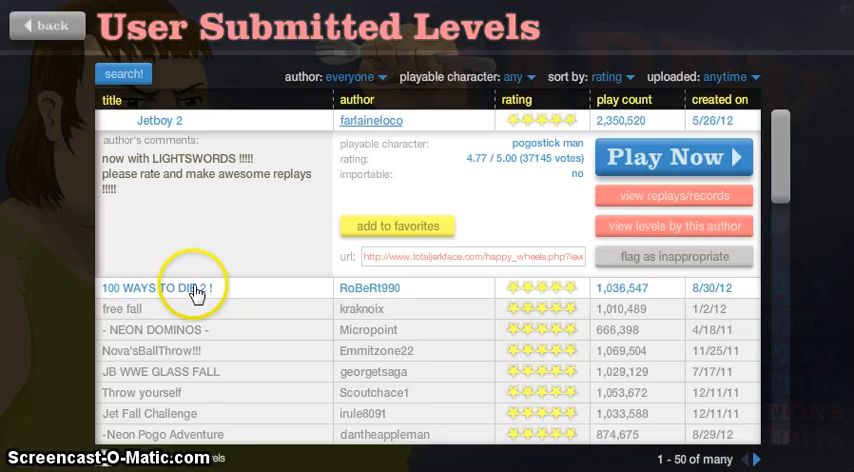 back
User Submitted Levels
search!
author: everyone playable character: any sort by: rating uploaded: anytime
title author rating play count created on
Jetboy 2 farlaineloco 2,350,520 5/26/12
author's comments:
now with LIGHTSWORDS !!!!!
please rate and make awesome replays
!!!!!
playable character: pogostick man
rating: 4.77 / 5.00 (37145 votes)
importable: no
add to favorites
url: http://www.totaljerkface.com/happy_wheels.php?leve
Play Now
view replays/records
view levels by this author
flag as inappropriate
100 WAYS TO DIE 2 ! RoBeRt990 1,036,547 8/30/12
free fall kraknoix 1,010,489 1/2/12
- NEON DOMINOS - Micropoint 666,398 4/18/11
Nova'sBallThrow!!! Emmitzone22 1,069,504 11/25/11
JB WWE GLASS FALL georgetsaga 1,029,129 7/17/11
Throw yourself Scoutchace1 1,053,672 12/11/11
Jet Fall Challenge irule8091 1,033,588 12/11/11
-Neon Pogo Adventure dantheappleman 874,675 8/29/12
Screencast-O-Matic.com
1 - 50 of many